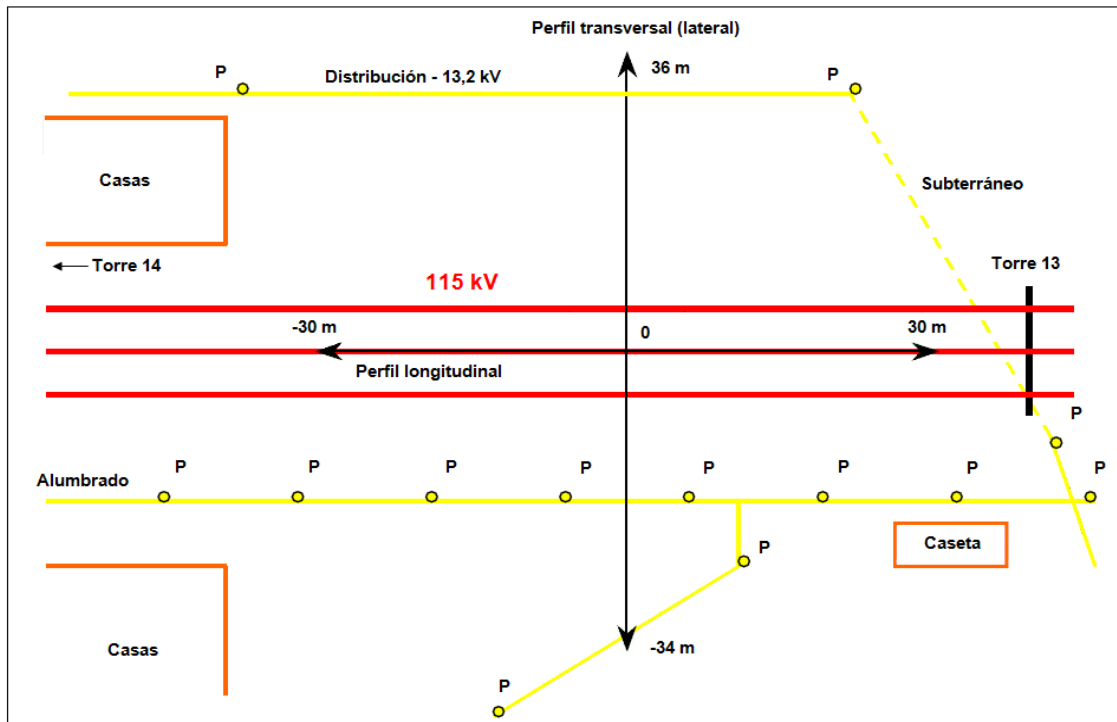 Perfil transversal (lateral)
36 m
P
Distribución - 13,2 kV
P
Casas
Subterráneo
Torre 14
Torre 13
115 kV
-30 m
0
30 m
Perfil longitudinal
P
Alumbrado
P
P
P
P
P
P
P
P
Caseta
P
-34 m
Casas
P